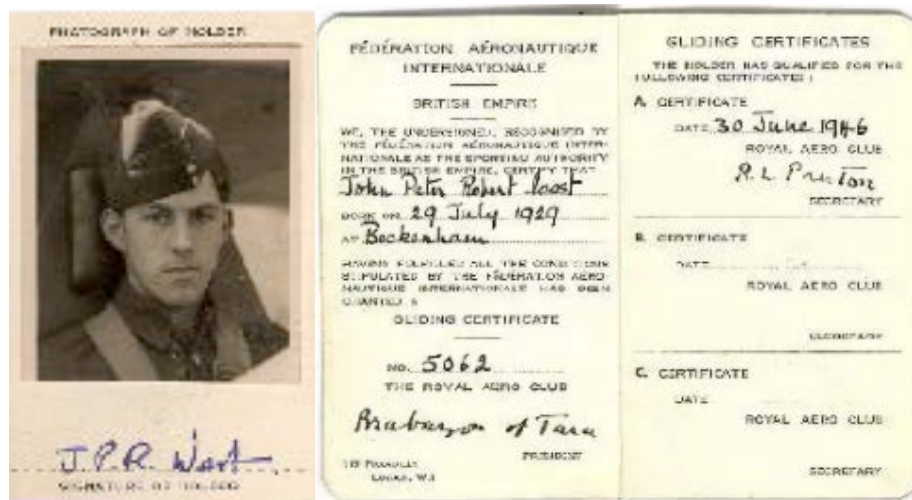 PHOTOGRAPH OF HOLDER
J.P.R. West
SIGNATURE OF HOLDER
FÉDÉRATION AÉRONAUTIQUE
INTERNATIONALE
BRITISH EMPIRE
WE, THE UNDERSIGNED, RECOGNISED BY
THE FÉDÉRATION AÉRONAUTIQUE INTER-
NATIONALE AS THE SPORTING AUTHORITY
IN THE BRITISH EMPIRE, CERTIFY THAT
John Peter Robert West
BORN ON 29 July 1929
AT Beckenham
HAVING FULFILLED ALL THE CONDITIONS
STIPULATED BY THE FÉDÉRATION AÉRO-
NAUTIQUE INTERNATIONALE HAS BEEN
GRANTED A
GLIDING CERTIFICATE
NO. 5062
THE ROYAL AERO CLUB
Brabazon of Tara
PRESIDENT
119 PICCADILLY
LONDON, W.1
GLIDING CERTIFICATES
THE HOLDER HAS QUALIFIED FOR THE
FOLLOWING CERTIFICATES:
A. CERTIFICATE
DATE 30 June 1946
ROYAL AERO CLUB
R.L. Preston
SECRETARY
B. CERTIFICATE
DATE
ROYAL AERO CLUB
SECRETARY
C. CERTIFICATE
DATE
ROYAL AERO CLUB
SECRETARY